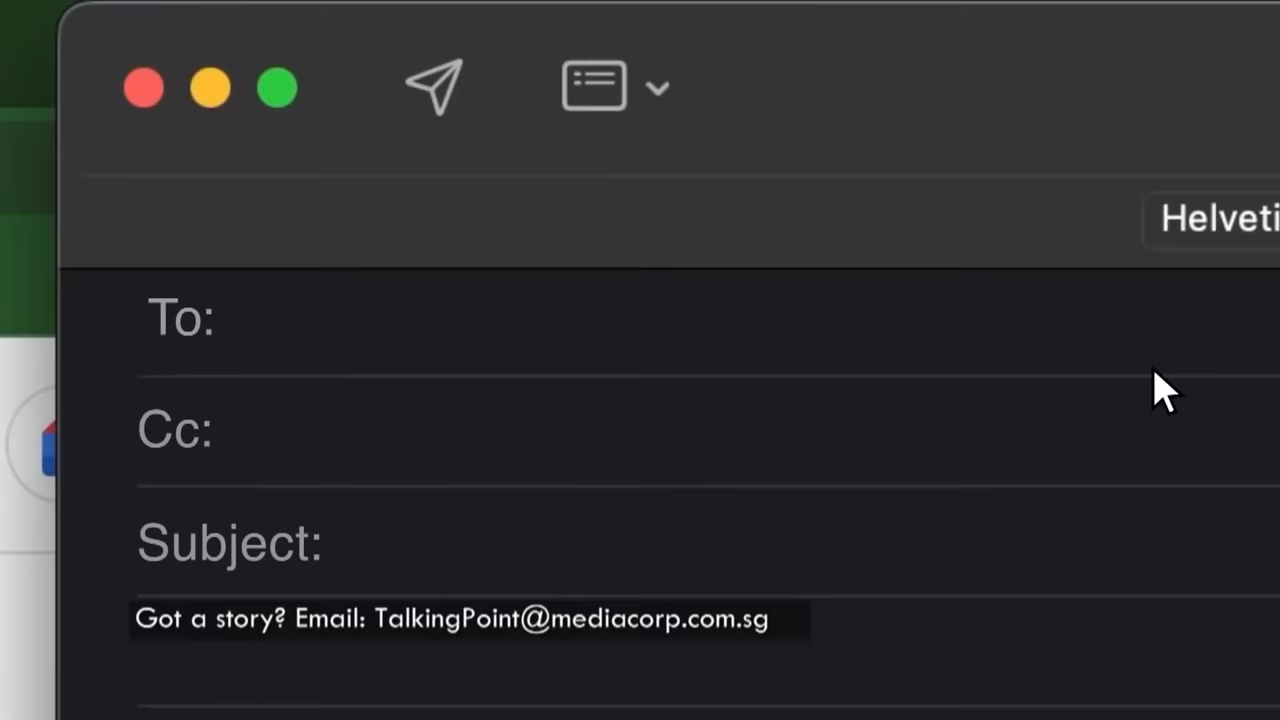 Helveti
To:
Cc:
Subject:
Got a story? Email: TalkingPoint@mediacorp.com.sg